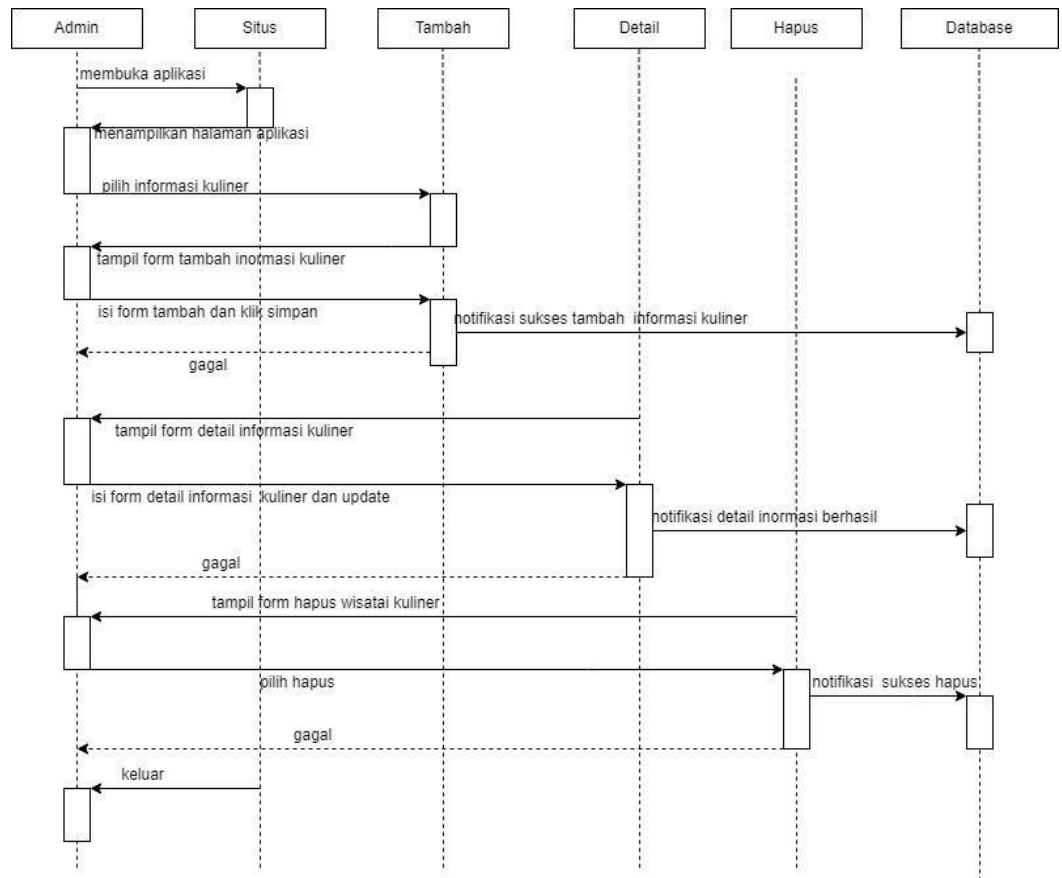 Admin
Situs
Tambah
Detail
Hapus
Database
membuka aplikasi
menampilkan halaman aplikasi
pilih informasi kuliner
tampil form tambah inormasi kuliner
isi form tambah dan klik simpan
notifikasi sukses tambah informasi kuliner
gagal
tampil form detail informasi kuliner
isi form detail informasi kuliner dan update
notifikasi detail inormasi berhasil
gagal
tampil form hapus wisatai kuliner
pilih hapus
notifikasi sukses hapus
gagal
keluar